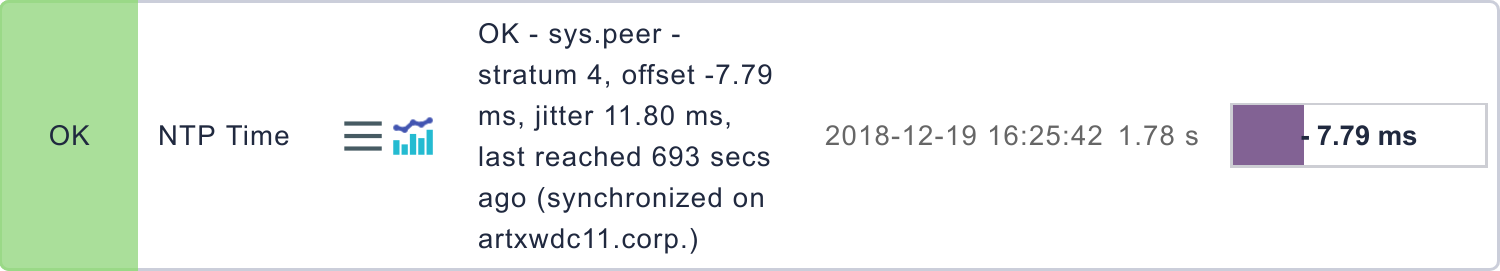 OK
NTP Time
OK - sys.peer -
stratum 4, offset -7.79
ms, jitter 11.80 ms,
last reached 693 secs
ago (synchronized on
artxwdc11.corp.)
2018-12-19 16:25:42
1.78 s
- 7.79 ms